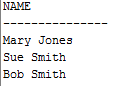 NAME
---------------
Mary Jones
Sue Smith
Bob Smith